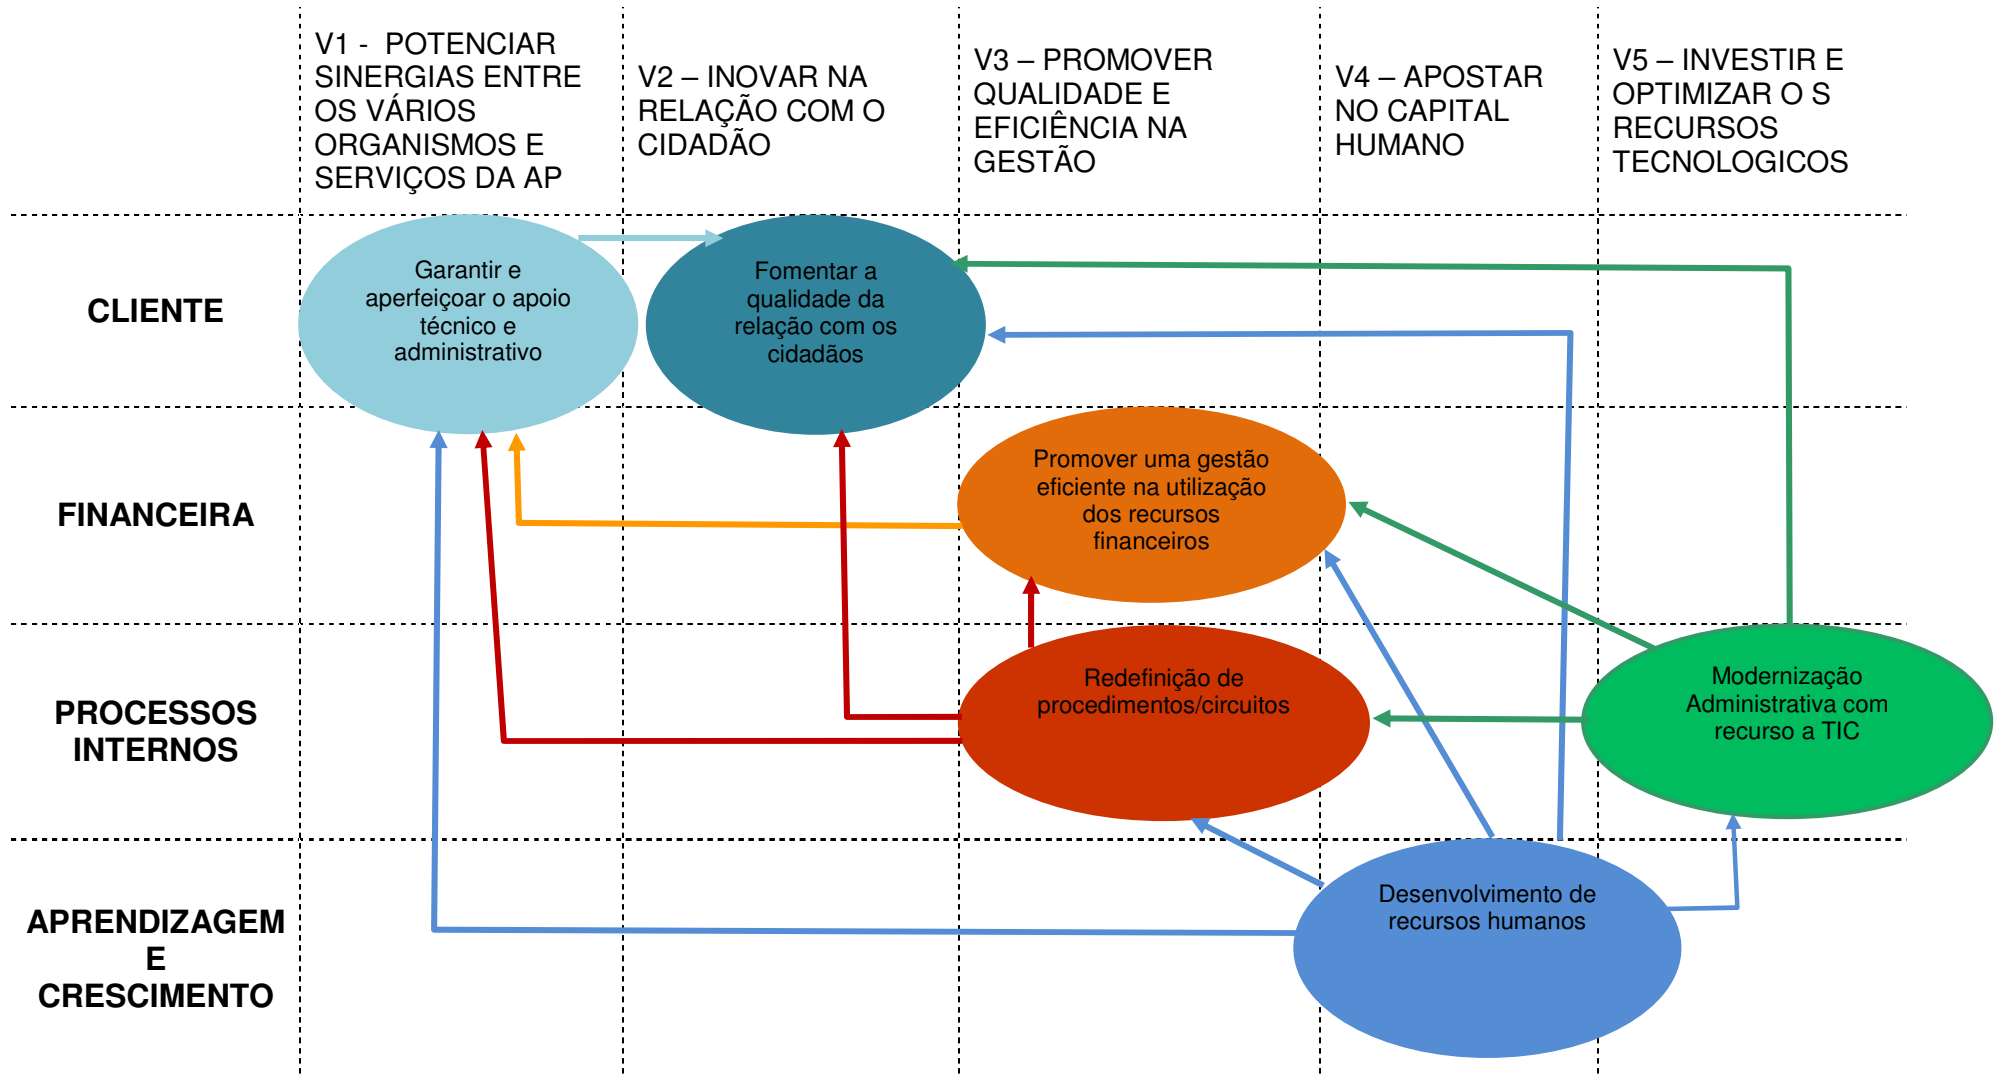 V1 - POTENCIAR
SINERGIAS ENTRE
OS VÁRIOS
ORGANISMOS E
SERVIÇOS DA AP
V2 – INOVAR NA
RELAÇÃO COM O
CIDADÃO
V3 – PROMOVER
QUALIDADE E
EFICIÊNCIA NA
GESTÃO
V4 – APOSTAR
NO CAPITAL
HUMANO
V5 – INVESTIR E
OPTIMIZAR O S
RECURSOS
TECNOLOGICOS
CLIENTE
Garantir e
aperfeiçoar o apoio
técnico e
administrativo
Fomentar a
qualidade da
relação com os
cidadãos
FINANCEIRA
Promover uma gestão
eficiente na utilização
dos recursos
financeiros
PROCESSOS
INTERNOS
Redefinição de
procedimentos/circuitos
Modernização
Administrativa com
recurso a TIC
APRENDIZAGEM
E
CRESCIMENTO
Desenvolvimento de
recursos humanos